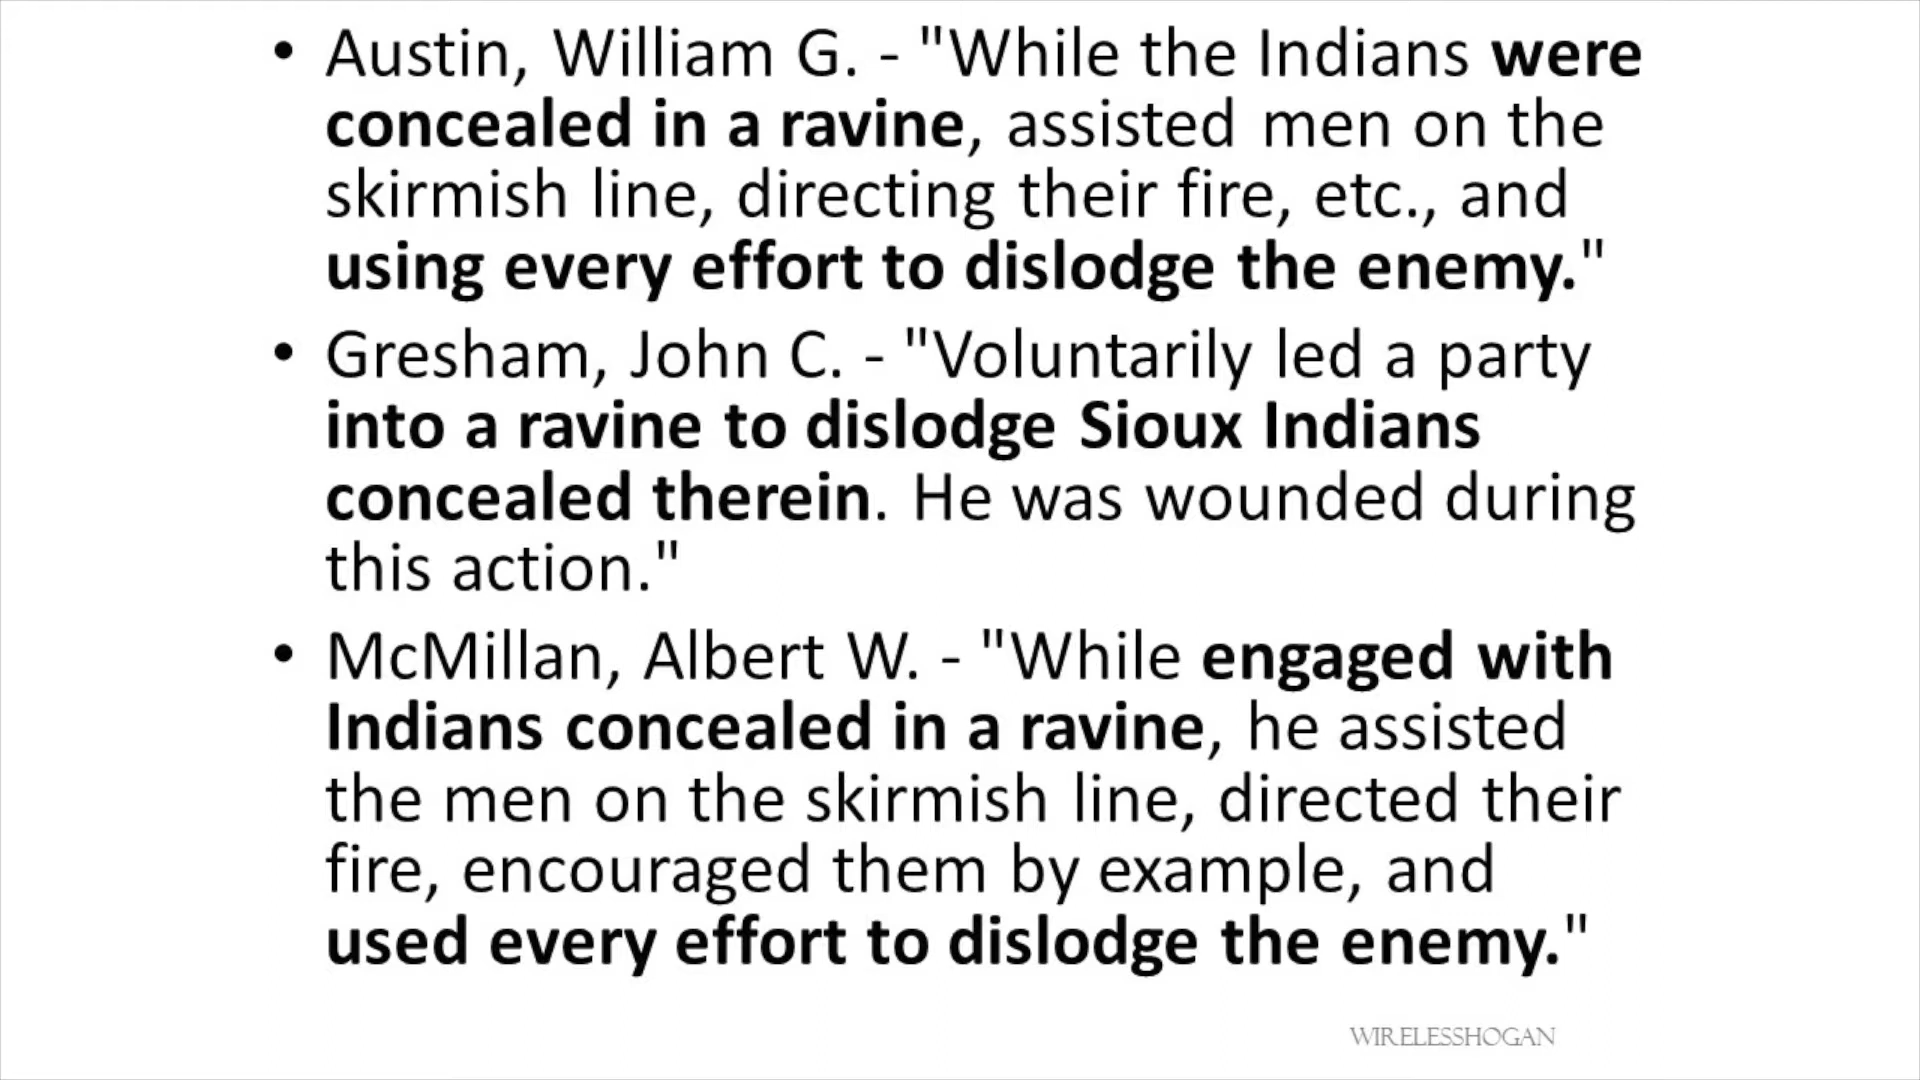 • Austin, William G. - "While the Indians were
concealed in a ravine, assisted men on the
skirmish line, directing their fire, etc., and
using every effort to dislodge the enemy."
• Gresham, John C. - "Voluntarily led a party
into a ravine to dislodge Sioux Indians
concealed therein. He was wounded during
this action."
• McMillan, Albert W. - "While engaged with
Indians concealed in a ravine, he assisted
the men on the skirmish line, directed their
fire, encouraged them by example, and
used every effort to dislodge the enemy."
WIRELESSHOGAN